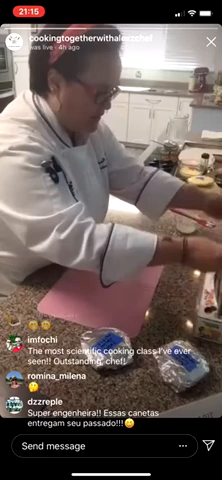 21:15
cookingtogetherwithalexzchef
was live · 4h ago
imfochi
The most scientific cooking class I've ever
seen!! Outstanding, chef!
romina_milena
🤔
dzzreple
Super engenheira!! Essas canetas
entregam seu passado!!!😀
Send message